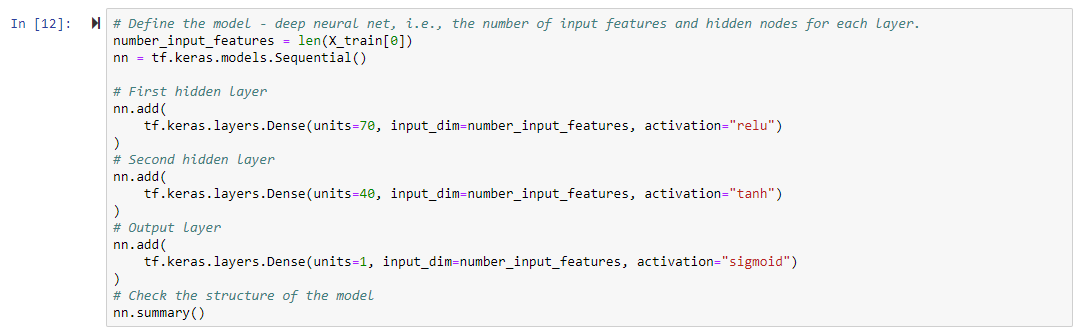 In [12]:
# Define the model - deep neural net, i.e., the number of input features and hidden nodes for each layer.
number_input_features = len(X_train[0])
nn = tf.keras.models.Sequential()

# First hidden layer
nn.add(
    tf.keras.layers.Dense(units=70, input_dim=number_input_features, activation="relu")
)
# Second hidden layer
nn.add(
    tf.keras.layers.Dense(units=40, input_dim=number_input_features, activation="tanh")
)
# Output layer
nn.add(
    tf.keras.layers.Dense(units=1, input_dim=number_input_features, activation="sigmoid")
)
# Check the structure of the model
nn.summary()